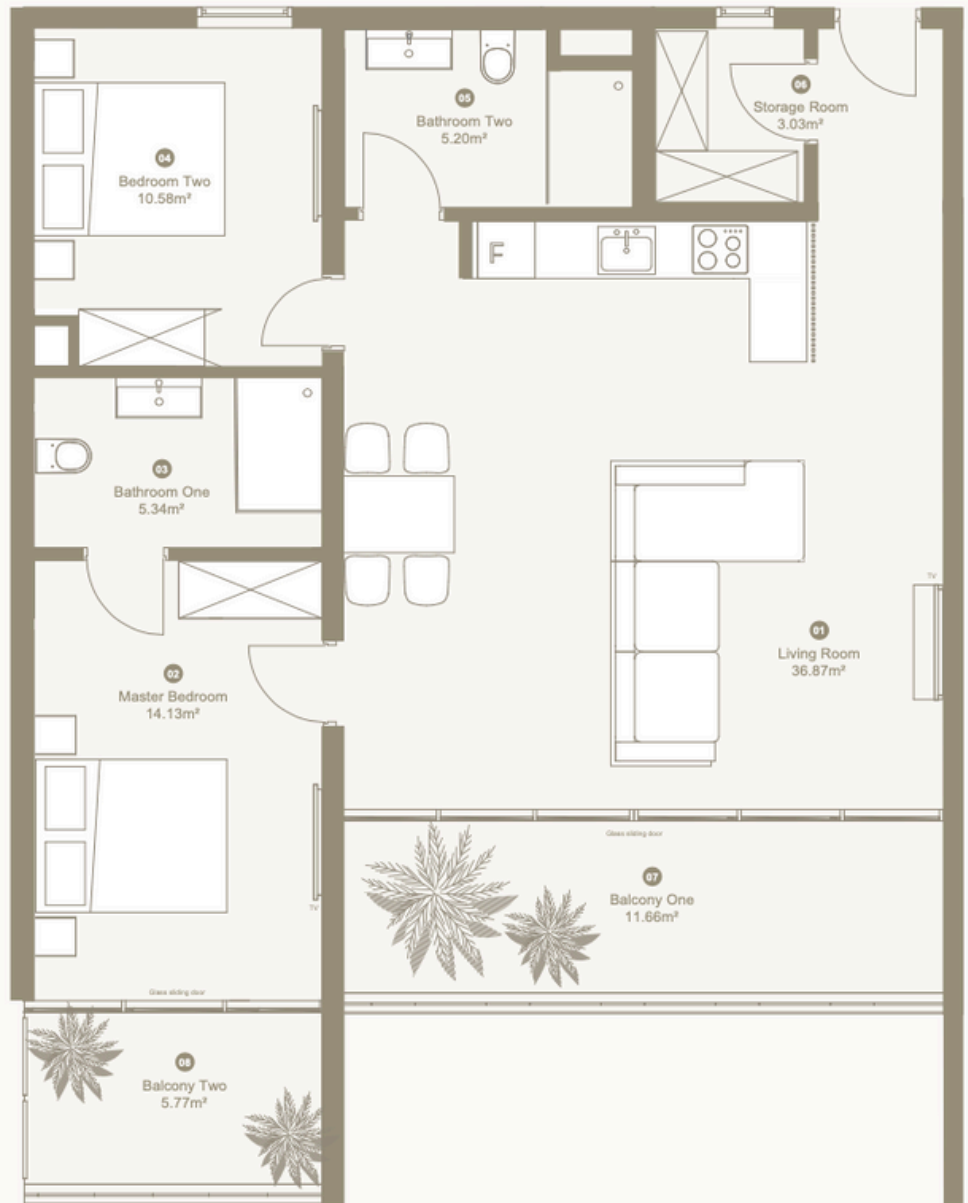 04
Bedroom Two
10.58m²
05
Bathroom Two
5.20m²
06
Storage Room
3.03m²
F
03
Bathroom One
5.34m²
TV
01
Living Room
36.87m²
02
Master Bedroom
14.13m²
TV
Glass sliding door
07
Balcony One
11.66m²
Glass sliding door
08
Balcony Two
5.77m²